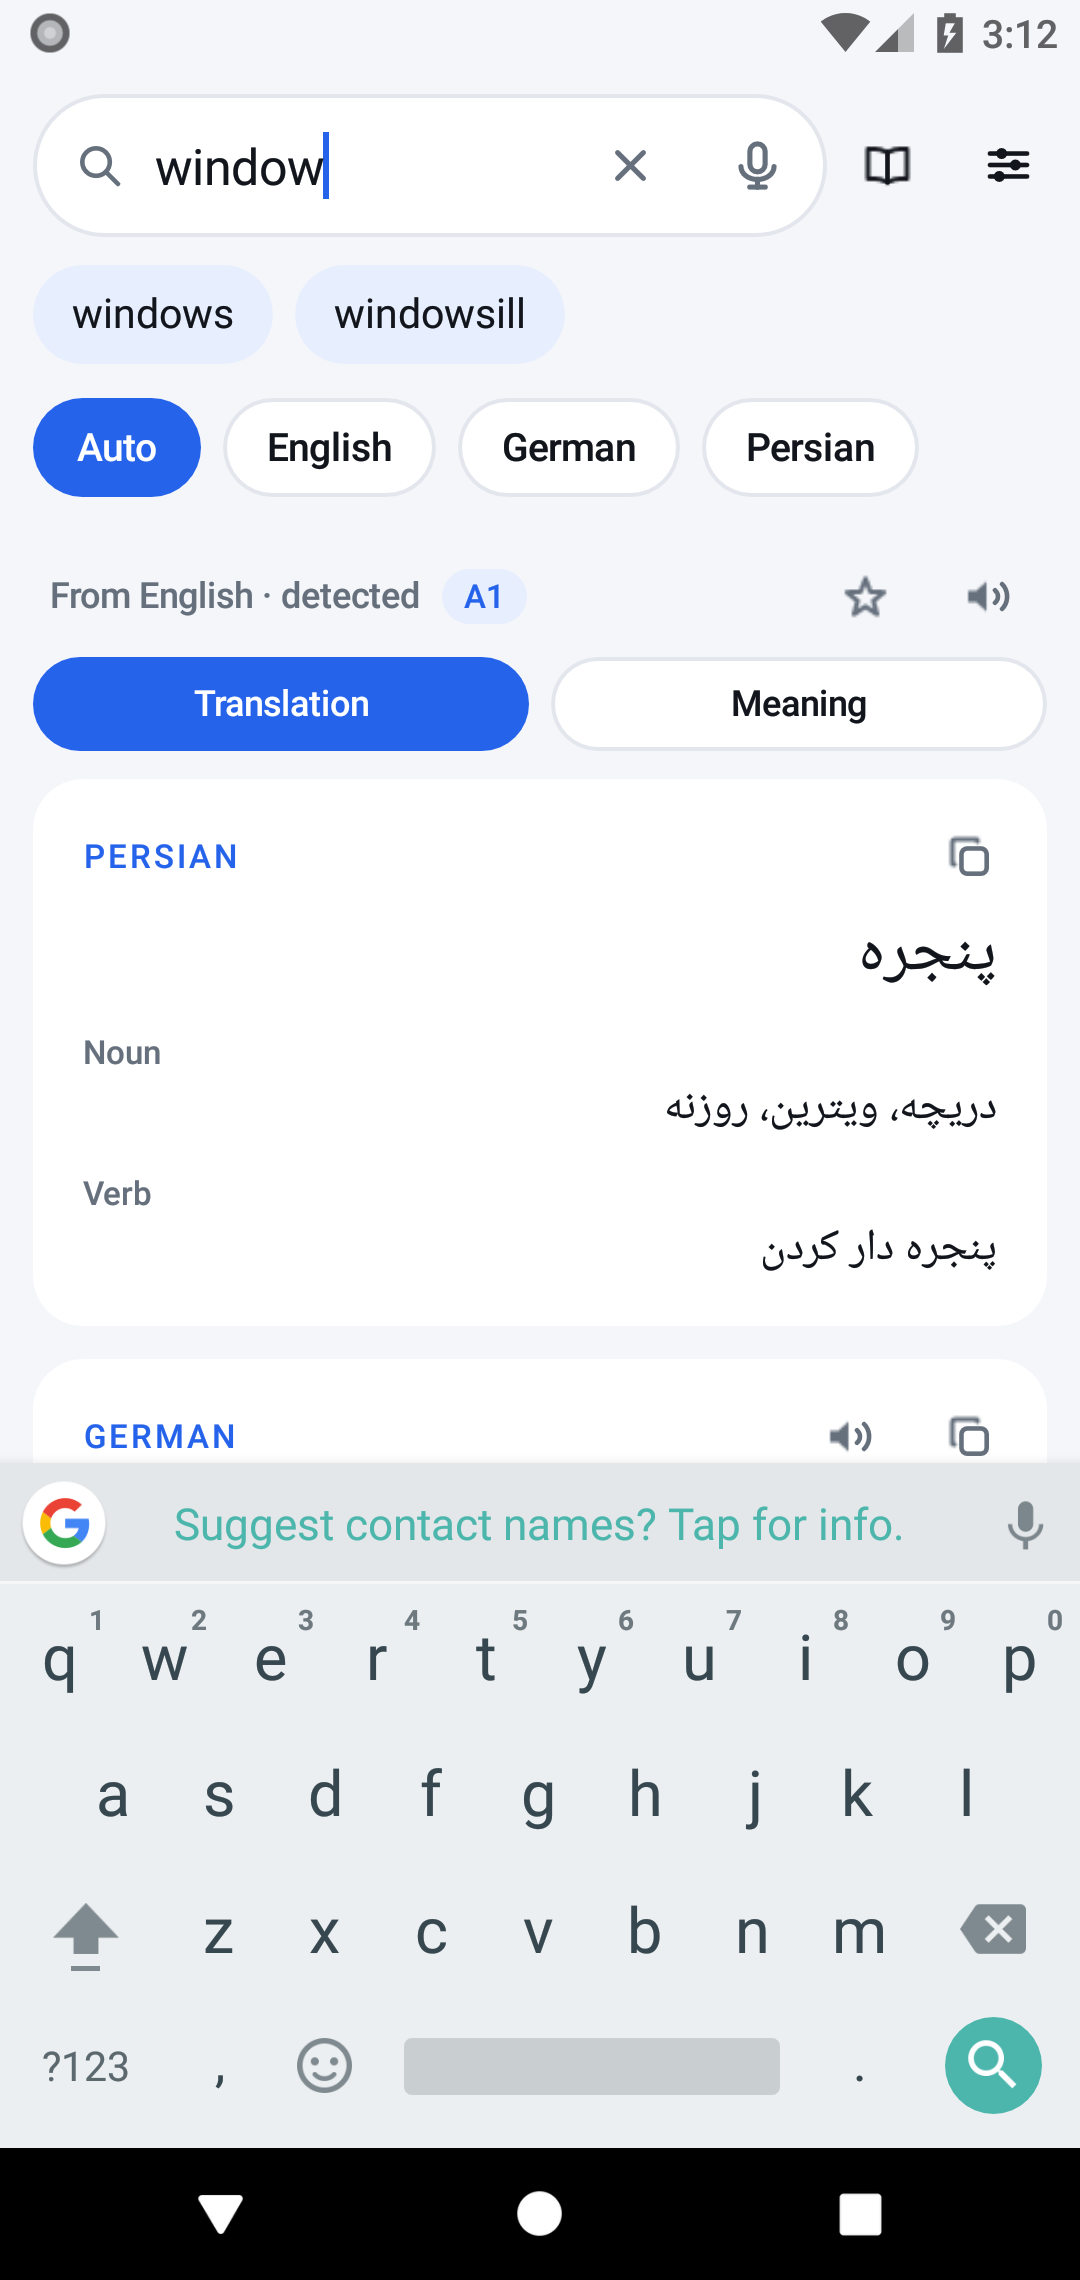 3:12
window
windows windowsill
Auto English German Persian
From English · detected A1
Translation Meaning
PERSIAN
پنجره
Noun
دریچه، ویترین، روزنه
Verb
پنجره دار کردن
GERMAN
Suggest contact names? Tap for info.
1 2 3 4 5 6 7 8 9 0
q w e r t y u i o p
a s d f g h j k l
z x c v b n m
?123 , .